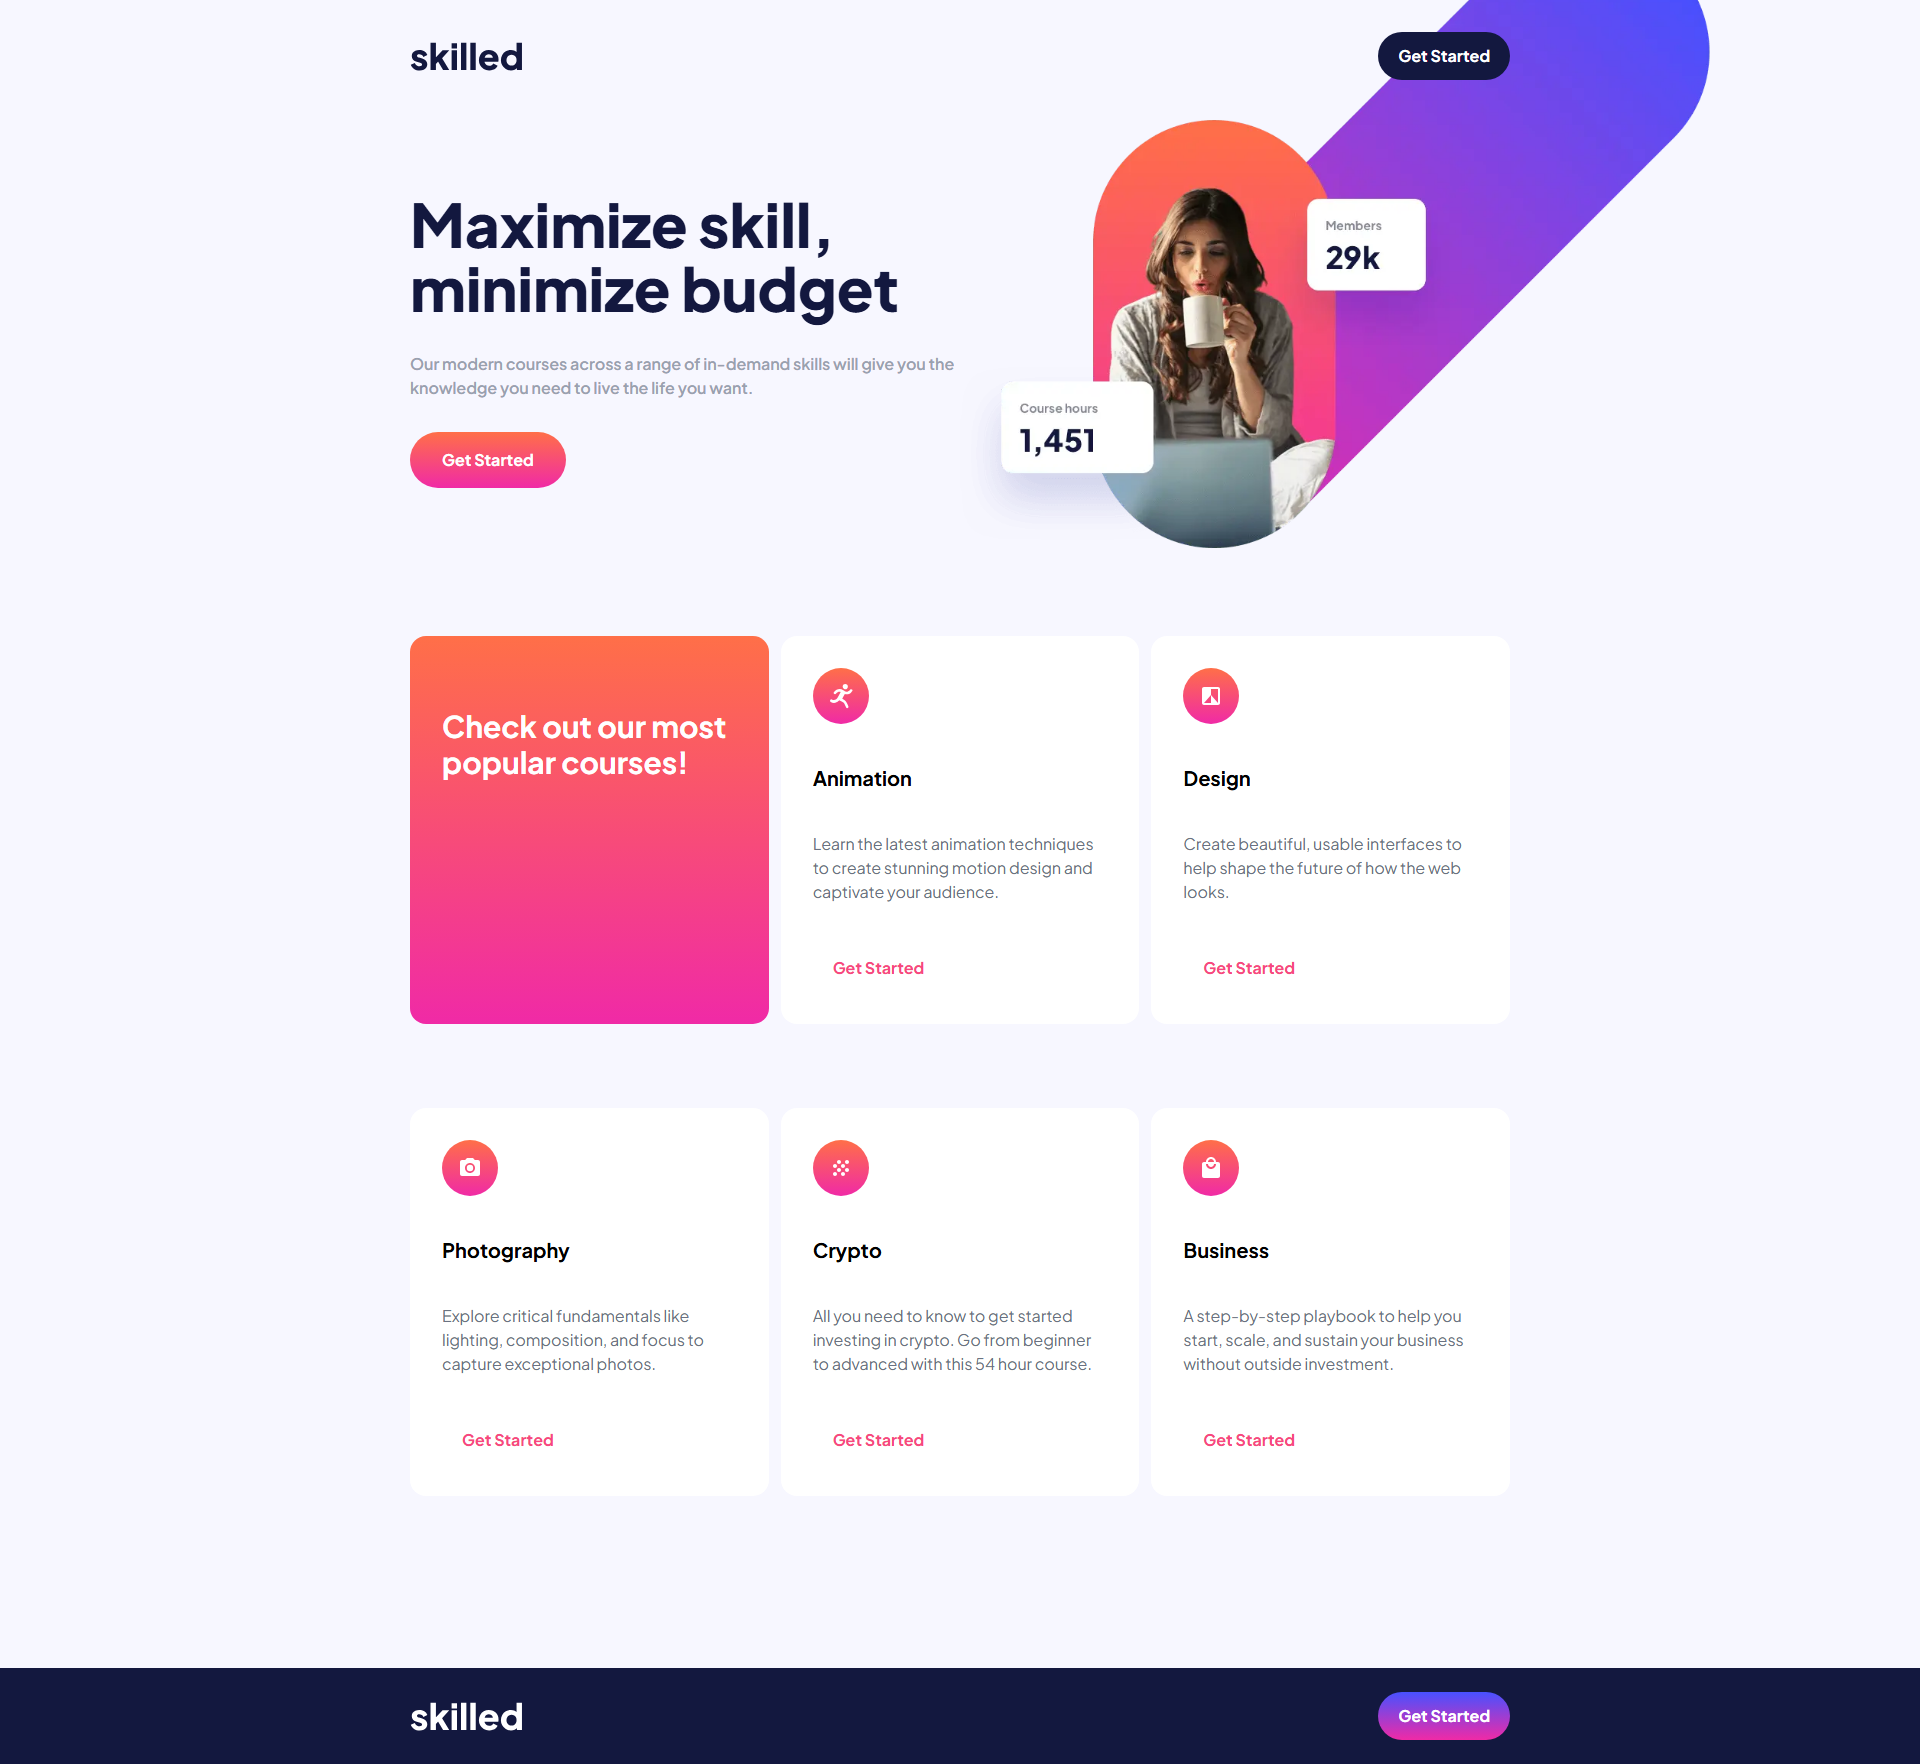 skilled
Get Started
Maximize skill,
minimize budget
Our modern courses across a range of in-demand skills will give you the
knowledge you need to live the life you want.
Get Started
Members
29k
Course hours
1,451
Check out our most
popular courses!
Animation
Learn the latest animation techniques
to create stunning motion design and
captivate your audience.
Get Started
Design
Create beautiful, usable interfaces to
help shape the future of how the web
looks.
Get Started
Photography
Explore critical fundamentals like
lighting, composition, and focus to
capture exceptional photos.
Get Started
Crypto
All you need to know to get started
investing in crypto. Go from beginner
to advanced with this 54 hour course.
Get Started
Business
A step-by-step playbook to help you
start, scale, and sustain your business
without outside investment.
Get Started
skilled
Get Started